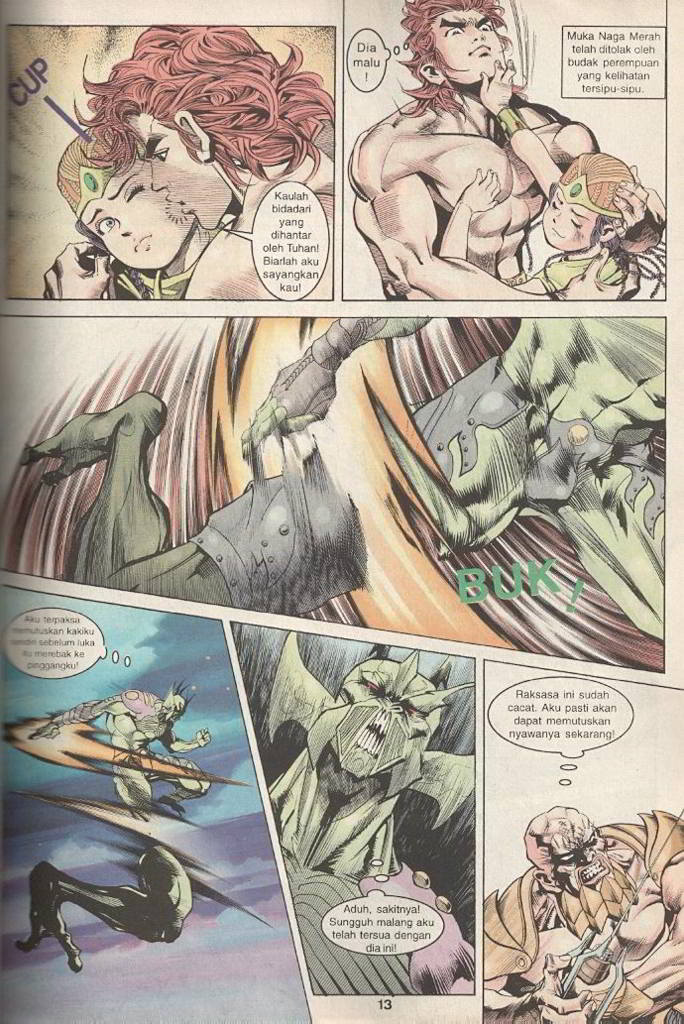 CUP
Kaulah
bidadari
yang
dihantar
oleh Tuhan!
Biarlah aku
sayangkan
kau!
Dia
malu
!
Muka Naga Merah
telah ditolak oleh
budak perempuan
yang kelihatan
tersipu-sipu.
BUK!
Aku terpaksa
memutuskan kakiku
sendiri sebelum luka
itu merebak ke
pinggangku!
Aduh, sakitnya!
Sungguh malang aku
telah tersua dengan
dia ini!
Raksasa ini sudah
cacat. Aku pasti akan
dapat memutuskan
nyawanya sekarang!
13